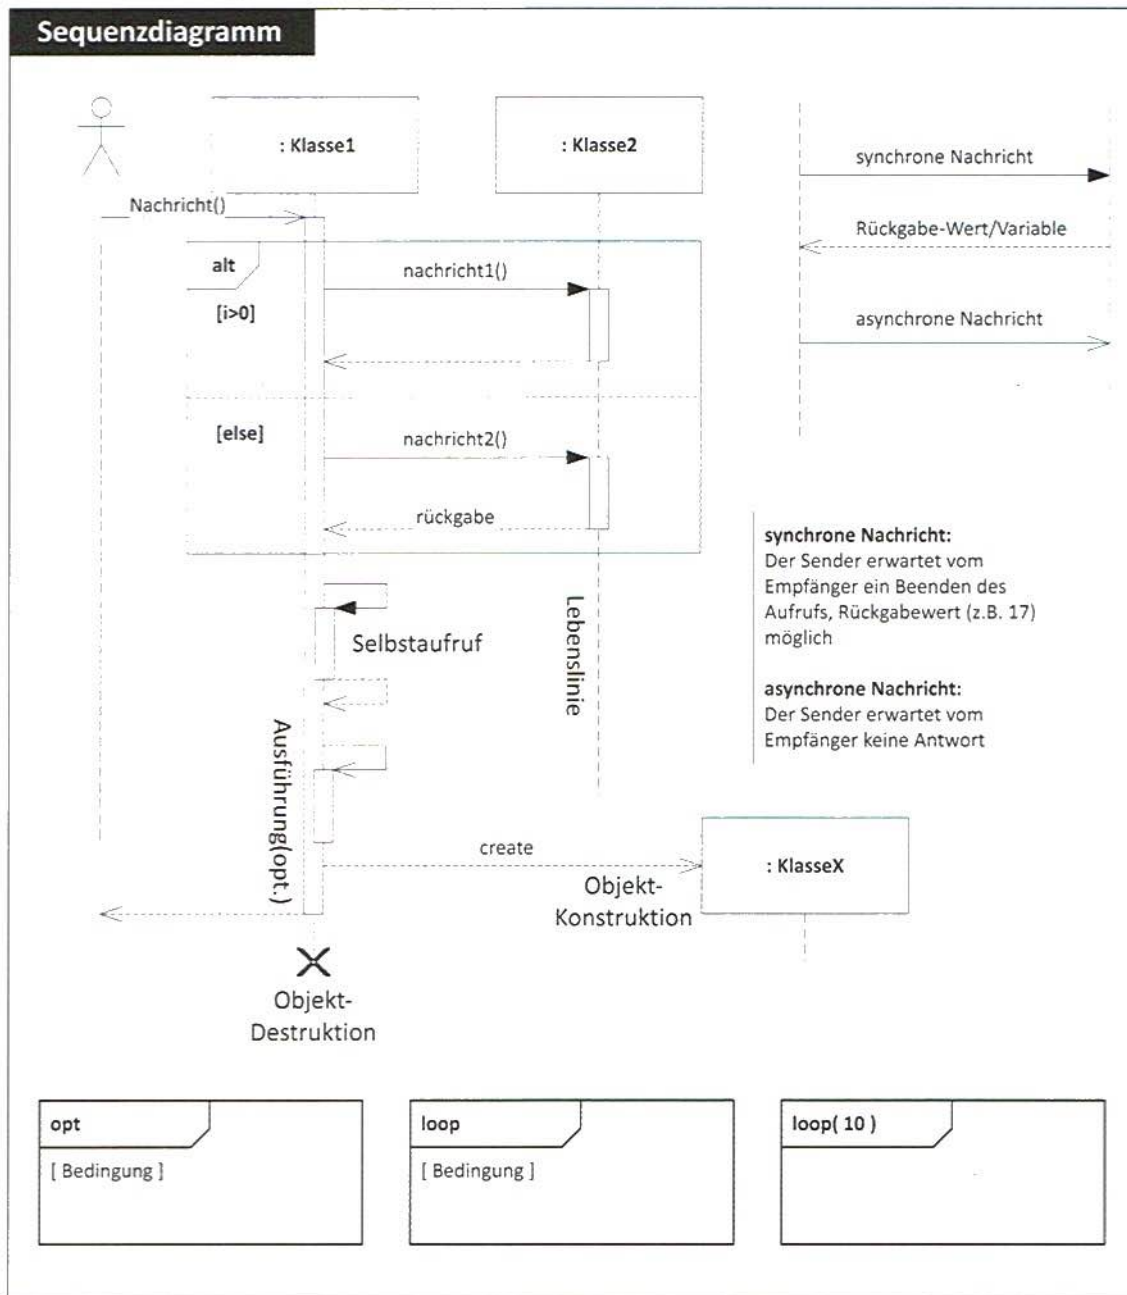 Sequenzdiagramm
: Klasse1
: Klasse2
synchrone Nachricht
Nachricht()
Rückgabe-Wert/Variable
alt
nachricht1()
[i>0]
asynchrone Nachricht
[else]
nachricht2()
rückgabe
synchrone Nachricht:
Der Sender erwartet vom
Empfänger ein Beenden des
Aufrufs, Rückgabewert (z.B. 17)
möglich
asynchrone Nachricht:
Der Sender erwartet vom
Empfänger keine Antwort
Lebenslinie
Selbstaufruf
Ausführung(opt.)
create
: KlasseX
Objekt-
Konstruktion
Objekt-
Destruktion
opt
[ Bedingung ]
loop
[ Bedingung ]
loop( 10 )